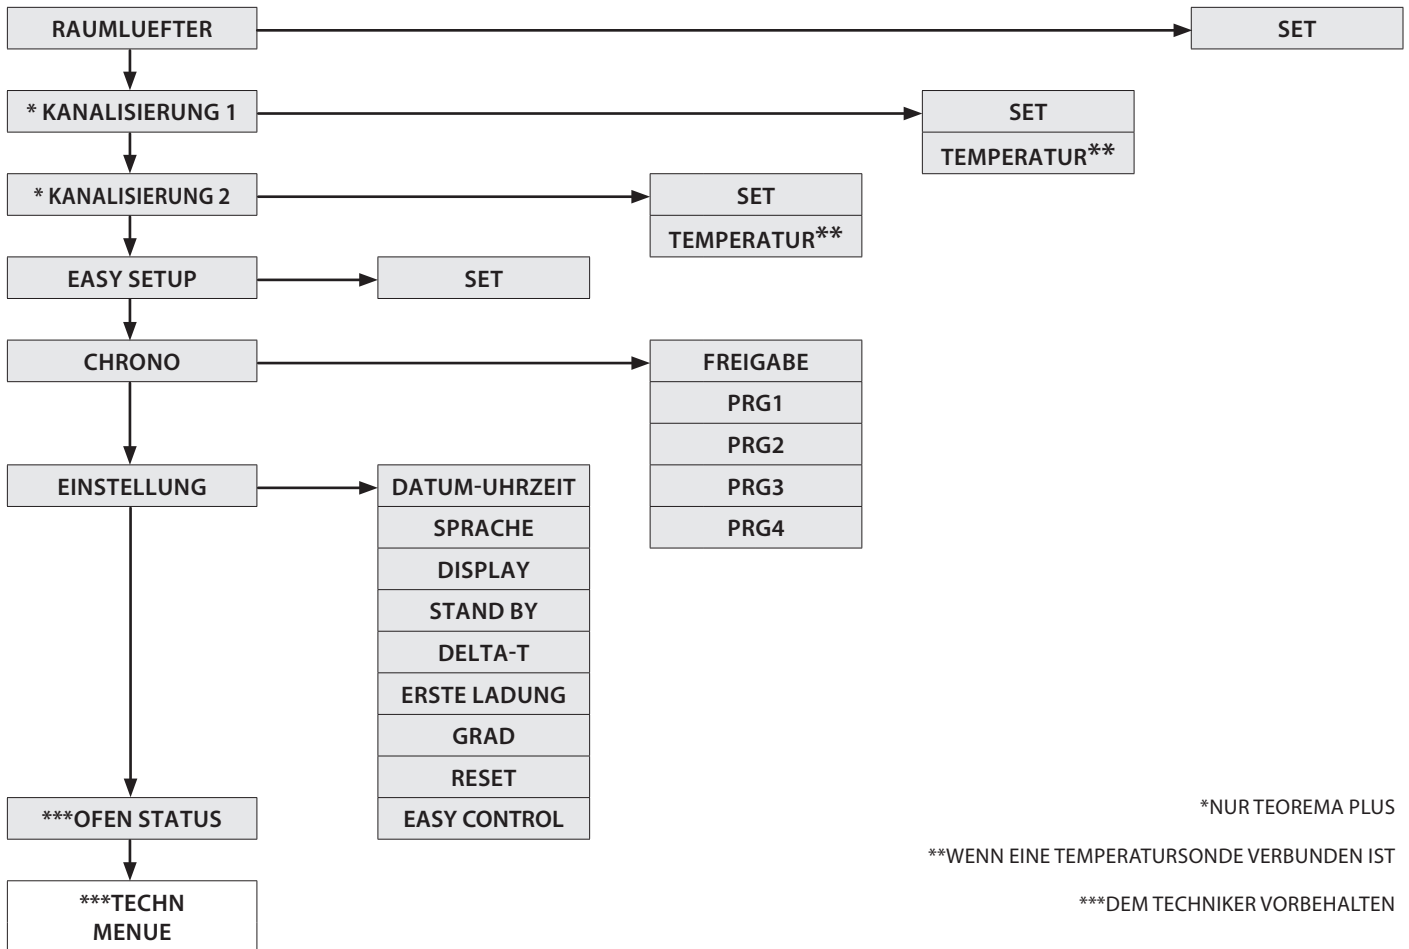 RAUMLUEFTER
SET
* KANALISIERUNG 1
SET
TEMPERATUR**
* KANALISIERUNG 2
SET
TEMPERATUR**
EASY SETUP
SET
CHRONO
FREIGABE
PRG1
PRG2
PRG3
PRG4
EINSTELLUNG
DATUM-UHRZEIT
SPRACHE
DISPLAY
STAND BY
DELTA-T
ERSTE LADUNG
GRAD
RESET
EASY CONTROL
***OFEN STATUS
***TECHN
MENUE
*NUR TEOREMA PLUS
**WENN EINE TEMPERATURSONDE VERBUNDEN IST
***DEM TECHNIKER VORBEHALTEN